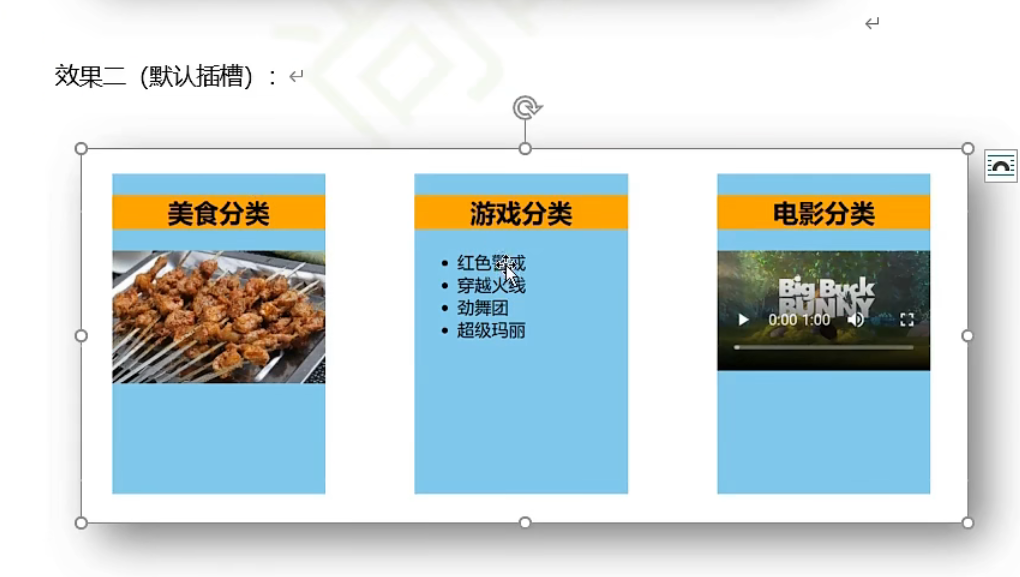 效果二（默认插槽）：
美食分类
游戏分类
电影分类
红色警戒
穿越火线
劲舞团
超级玛丽
Big Buck
BUNNY
0:00 1:00